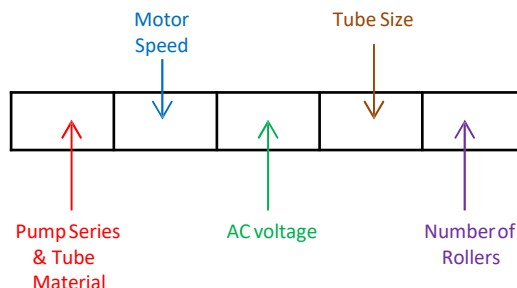 Motor
Speed
Tube Size
Pump Series
& Tube
Material
AC voltage
Number of
Rollers